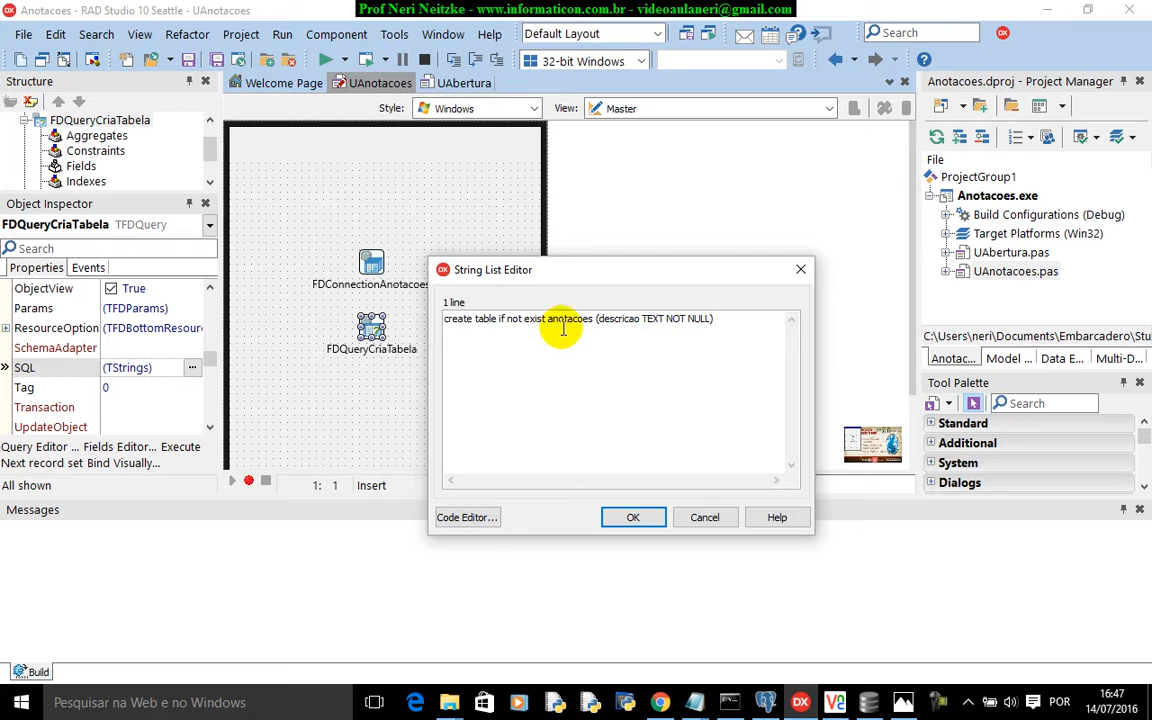 Prof Neri Neitzke - www.informaticon.com.br - videoaulaneri@gmail.com
Anotacoes - RAD Studio 10 Seattle - UAnotacoes
File Edit Search View Refactor Project Run Component Tools Window Help
Default Layout
Search
32-bit Windows
Structure
Welcome Page
UAnotacoes
UAbertura
Style:
Windows
View:
Master
FDQueryCriaTabela
Aggregates
Constraints
Fields
Indexes
Object Inspector
FDQueryCriaTabela TFDQuery
Search
Properties Events
ObjectView True
Params (TFDParams)
ResourceOption (TFDBottomResour
SchemaAdapter
SQL (TStrings) ...
Tag 0
Transaction
UpdateObject
Query Editor ... Fields Editor... Execute
Next record set Bind Visually...
All shown
FDConnectionAnotacoes
FDQueryCriaTabela
1: 1 Insert
Messages
Build
String List Editor
1 line
create table if not exist anotacoes (descricao TEXT NOT NULL)
Code Editor...
OK
Cancel
Help
Anotacoes.dproj - Project Manager
File
ProjectGroup1
Anotacoes.exe
Build Configurations (Debug)
Target Platforms (Win32)
UAbertura.pas
UAnotacoes.pas
C:\Users\neri\Documents\Embarcadero\Stu
Anotac... Model ... Data E... Multi-D...
Tool Palette
Search
Standard
Additional
System
Dialogs
Pesquisar na Web e no Windows
POR
16:47
14/07/2016